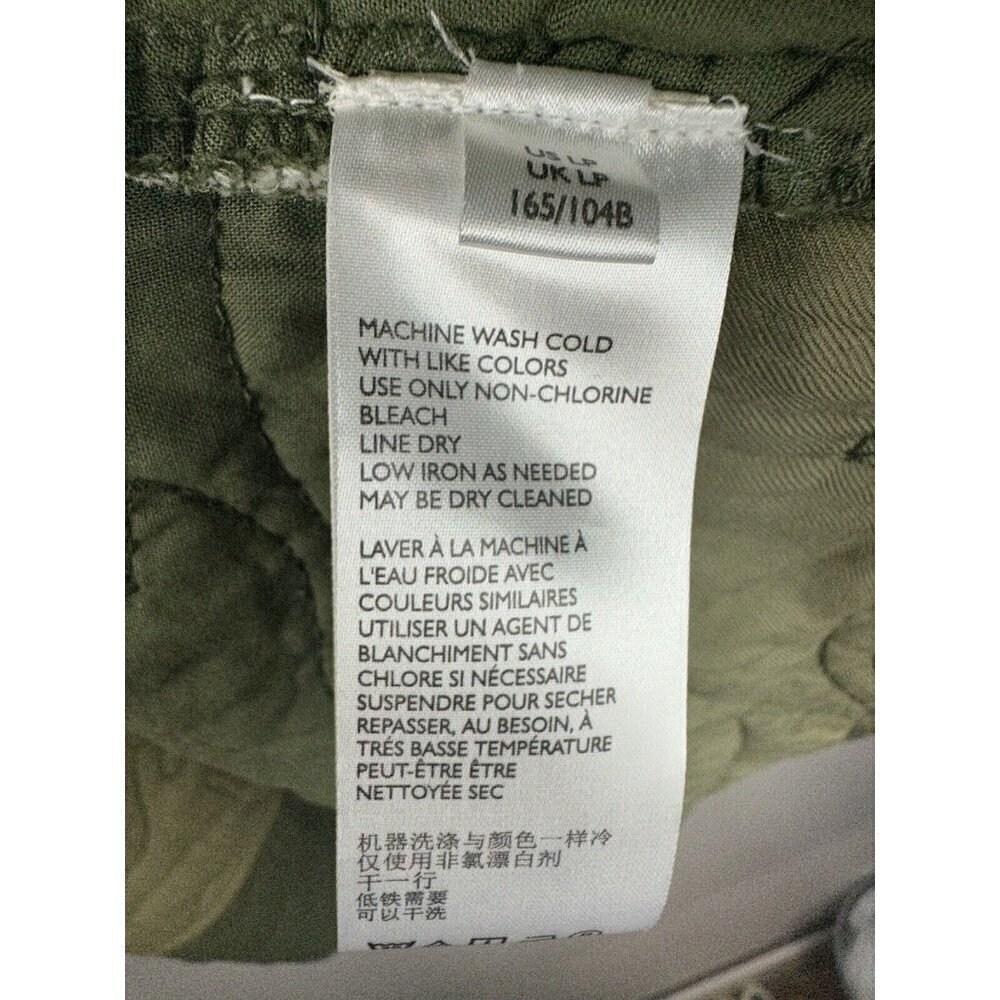 US LP
UK LP
165/104B
MACHINE WASH COLD
WITH LIKE COLORS
USE ONLY NON-CHLORINE
BLEACH
LINE DRY
LOW IRON AS NEEDED
MAY BE DRY CLEANED
LAVER À LA MACHINE À
L'EAU FROIDE AVEC
COULEURS SIMILAIRES
UTILISER UN AGENT DE
BLANCHIMENT SANS
CHLORE SI NÉCESSAIRE
SUSPENDRE POUR SECHER
REPASSER, AU BESOIN, À
TRÉS BASSE TEMPÉRATURE
PEUT-ÊTRE ÊTRE
NETTOYÉE SEC
机器洗涤与颜色一样冷
仅使用非氯漂白剂
干一行
低铁需要
可以干洗